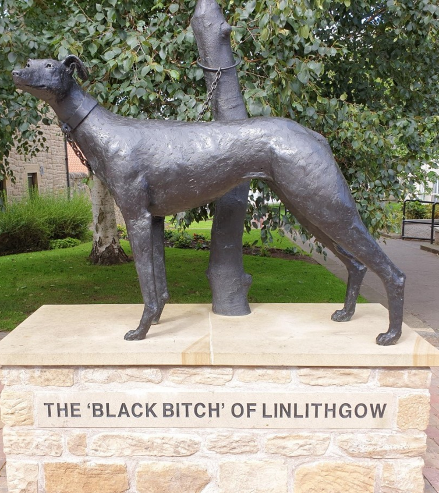 THE ‘BLACK BITCH’ OF LINLITHGOW